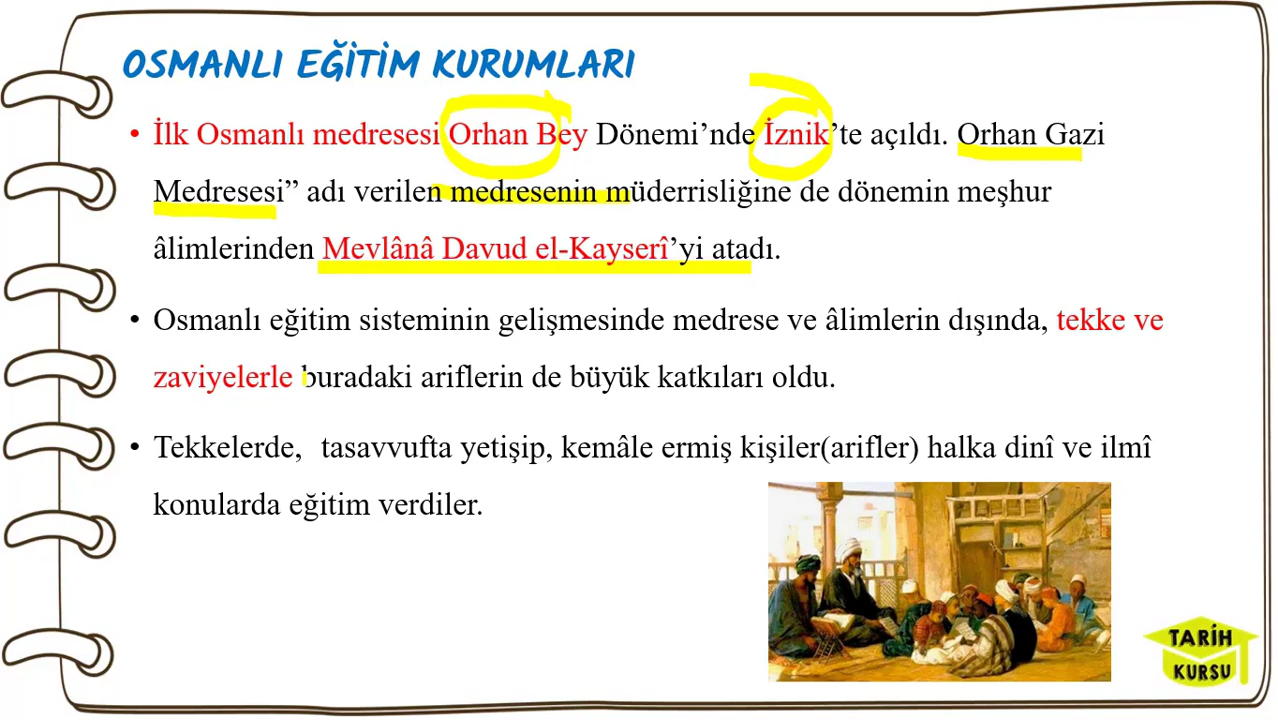 OSMANLI EĞİTİM KURUMLARI
• İlk Osmanlı medresesi Orhan Bey Dönemi’nde İznik’te açıldı. Orhan Gazi
Medresesi” adı verilen medresenin müderrisliğine de dönemin meşhur
âlimlerinden Mevlânâ Davud el-Kayserî’yi atadı.
• Osmanlı eğitim sisteminin gelişmesinde medrese ve âlimlerin dışında, tekke ve
zaviyelerle buradaki ariflerin de büyük katkıları oldu.
• Tekkelerde, tasavvufta yetişip, kemâle ermiş kişiler(arifler) halka dinî ve ilmî
konularda eğitim verdiler.
TARİH
KURSU